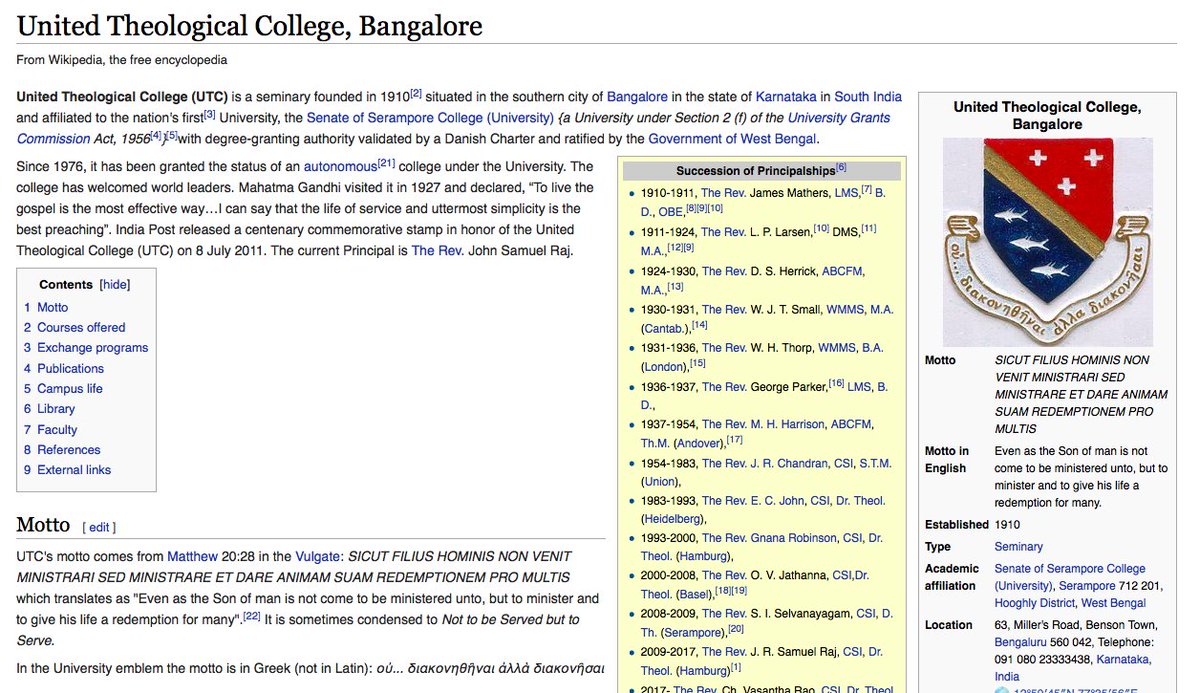 United Theological College, Bangalore
From Wikipedia, the free encyclopedia
United Theological College (UTC) is a seminary founded in 1910[2] situated in the southern city of Bangalore in the state of Karnataka in South India
and affiliated to the nation's first[3] University, the Senate of Serampore College (University) {a University under Section 2 (f) of the University Grants
Commission Act, 1956[4]}[5]with degree-granting authority validated by a Danish Charter and ratified by the Government of West Bengal.
Since 1976, it has been granted the status of an autonomous[21] college under the University. The
college has welcomed world leaders. Mahatma Gandhi visited it in 1927 and declared, “To live the
gospel is the most effective way…I can say that the life of service and uttermost simplicity is the
best preaching”. India Post released a centenary commemorative stamp in honor of the United
Theological College (UTC) on 8 July 2011. The current Principal is The Rev. John Samuel Raj.
Contents [hide]
1 Motto
2 Courses offered
3 Exchange programs
4 Publications
5 Campus life
6 Library
7 Faculty
8 References
9 External links
Motto [ edit ]
UTC's motto comes from Matthew 20:28 in the Vulgate: SICUT FILIUS HOMINIS NON VENIT
MINISTRARI SED MINISTRARE ET DARE ANIMAM SUAM REDEMPTIONEM PRO MULTIS
which translates as "Even as the Son of man is not come to be ministered unto, but to minister and
to give his life a redemption for many".[22] It is sometimes condensed to Not to be Served but to
Serve.
In the University emblem the motto is in Greek (not in Latin): οὐ... διακονηθῆναι ἀλλὰ διακονῆσαι
Succession of Principalships[6]
• 1910-1911, The Rev. James Mathers, LMS,[7] B.
D., OBE,[8][9][10]
• 1911-1924, The Rev. L. P. Larsen,[10] DMS,[11]
M.A.,[12][9]
• 1924-1930, The Rev. D. S. Herrick, ABCFM,
M.A.,[13]
• 1930-1931, The Rev. W. J. T. Small, WMMS, M.A.
(Cantab.),[14]
• 1931-1936, The Rev. W. H. Thorp, WMMS, B.A.
(London),[15]
• 1936-1937, The Rev. George Parker,[16] LMS, B.
D.,
• 1937-1954, The Rev. M. H. Harrison, ABCFM,
Th.M. (Andover),[17]
• 1954-1983, The Rev. J. R. Chandran, CSI, S.T.M.
(Union),
• 1983-1993, The Rev. E. C. John, CSI, Dr. Theol.
(Heidelberg),
• 1993-2000, The Rev. Gnana Robinson, CSI, Dr.
Theol. (Hamburg),
• 2000-2008, The Rev. O. V. Jathanna, CSI,Dr.
Theol. (Basel),[18][19]
• 2008-2009, The Rev. S. I. Selvanayagam, CSI, D.
Th. (Serampore),[20]
• 2009-2017, The Rev. J. R. Samuel Raj, CSI, Dr.
Theol. (Hamburg)[1]
• 2017- The Rev. Ch. Vasantha Rao, CSI, Dr. Theol
United Theological College,
Bangalore
οὐ... διακονηθῆναι ἀλλα διακονῆσαι
Motto SICUT FILIUS HOMINIS NON
VENIT MINISTRARI SED
MINISTRARE ET DARE ANIMAM
SUAM REDEMPTIONEM PRO
MULTIS
Motto in Even as the Son of man is not
English come to be ministered unto, but to
minister and to give his life a
redemption for many.
Established 1910
Type Seminary
Academic Senate of Serampore College
affiliation (University), Serampore 712 201,
Hooghly District, West Bengal
Location 63, Miller's Road, Benson Town,
Bengaluru 560 042, Telephone:
091 080 23333438, Karnataka,
India